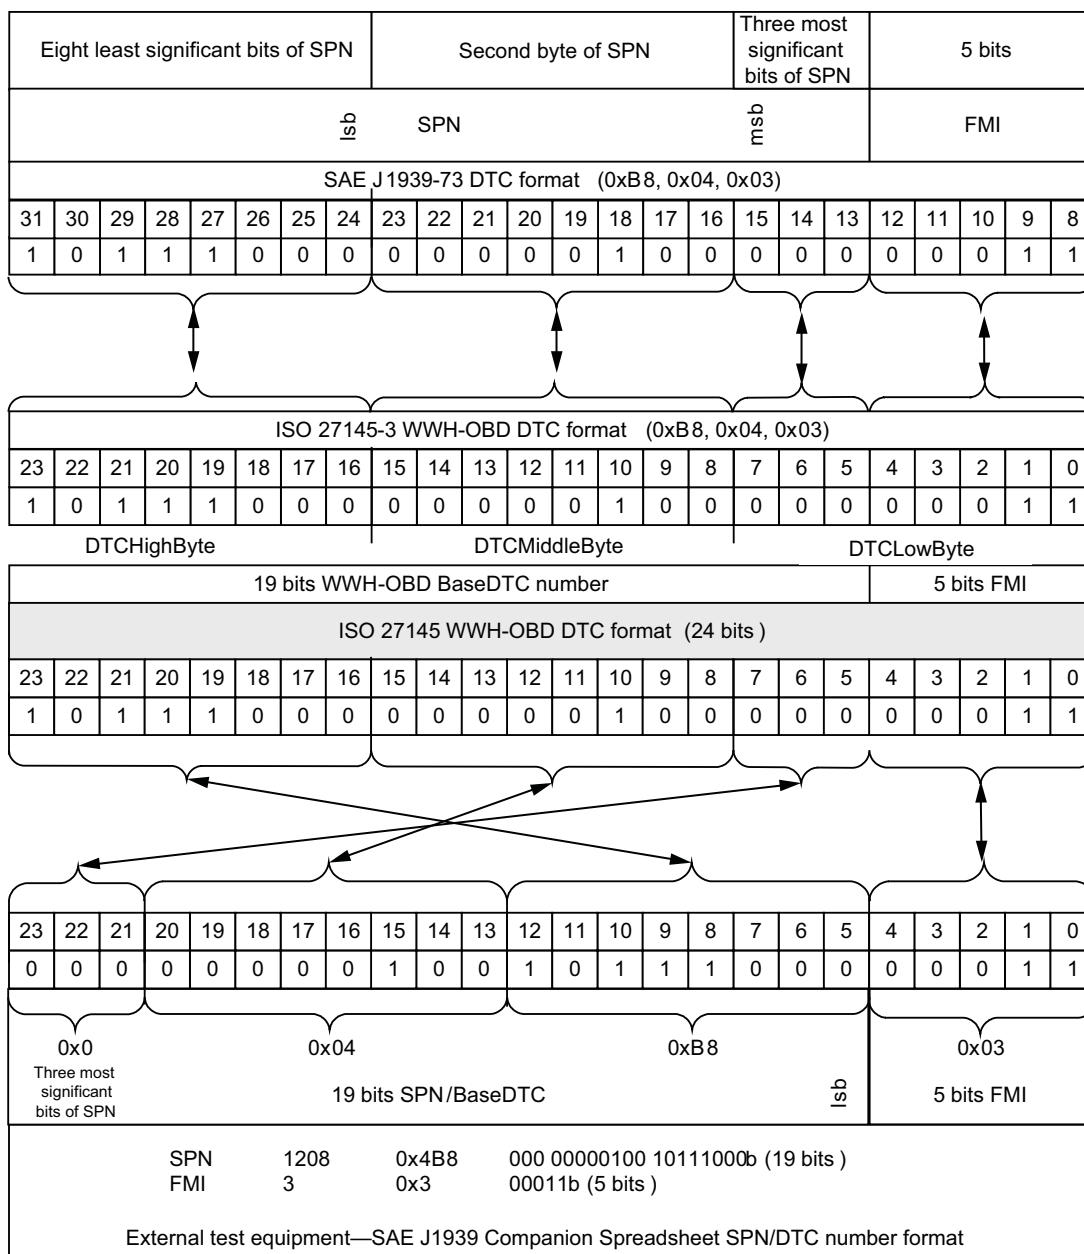 Eight least significant bits of SPN Second byte of SPN Three most significant bits of SPN 5 bits
lsb SPN msb FMI
SAE J1939-73 DTC format (0xB8, 0x04, 0x03)
31 30 29 28 27 26 25 24 23 22 21 20 19 18 17 16 15 14 13 12 11 10 9 8
1 0 1 1 1 0 0 0 0 0 0 0 0 1 0 0 0 0 0 0 0 0 1 1
ISO 27145-3 WWH-OBD DTC format (0xB8, 0x04, 0x03)
23 22 21 20 19 18 17 16 15 14 13 12 11 10 9 8 7 6 5 4 3 2 1 0
1 0 1 1 1 0 0 0 0 0 0 0 0 1 0 0 0 0 0 0 0 0 1 1
DTCHighByte DTCMiddleByte DTCLowByte
19 bits WWH-OBD BaseDTC number 5 bits FMI
ISO 27145 WWH-OBD DTC format (24 bits )
23 22 21 20 19 18 17 16 15 14 13 12 11 10 9 8 7 6 5 4 3 2 1 0
1 0 1 1 1 0 0 0 0 0 0 0 0 1 0 0 0 0 0 0 0 0 1 1
23 22 21 20 19 18 17 16 15 14 13 12 11 10 9 8 7 6 5 4 3 2 1 0
0 0 0 0 0 0 0 0 1 0 0 1 0 1 1 1 0 0 0 0 0 0 1 1
0x0 0x04 0xB8 0x03
Three most
significant
bits of SPN 19 bits SPN/BaseDTC lsb 5 bits FMI
SPN 1208 0x4B8 000 00000100 10111000b (19 bits )
FMI 3 0x3 00011b (5 bits )
External test equipment—SAE J1939 Companion Spreadsheet SPN/DTC number format